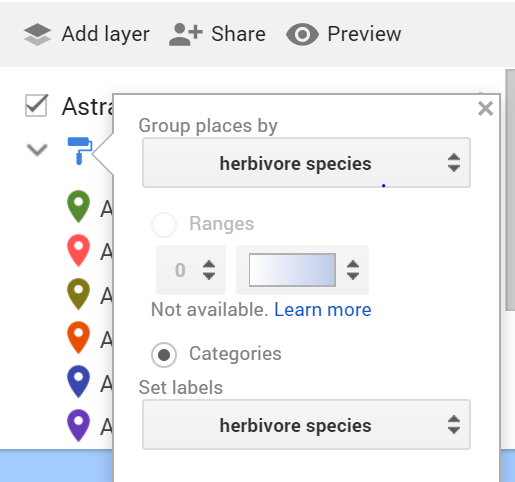 Add layer Share Preview
Astra
Group places by
herbivore species
Ranges
0
Not available. Learn more
Categories
Set labels
herbivore species
A
A
A
A
A
A